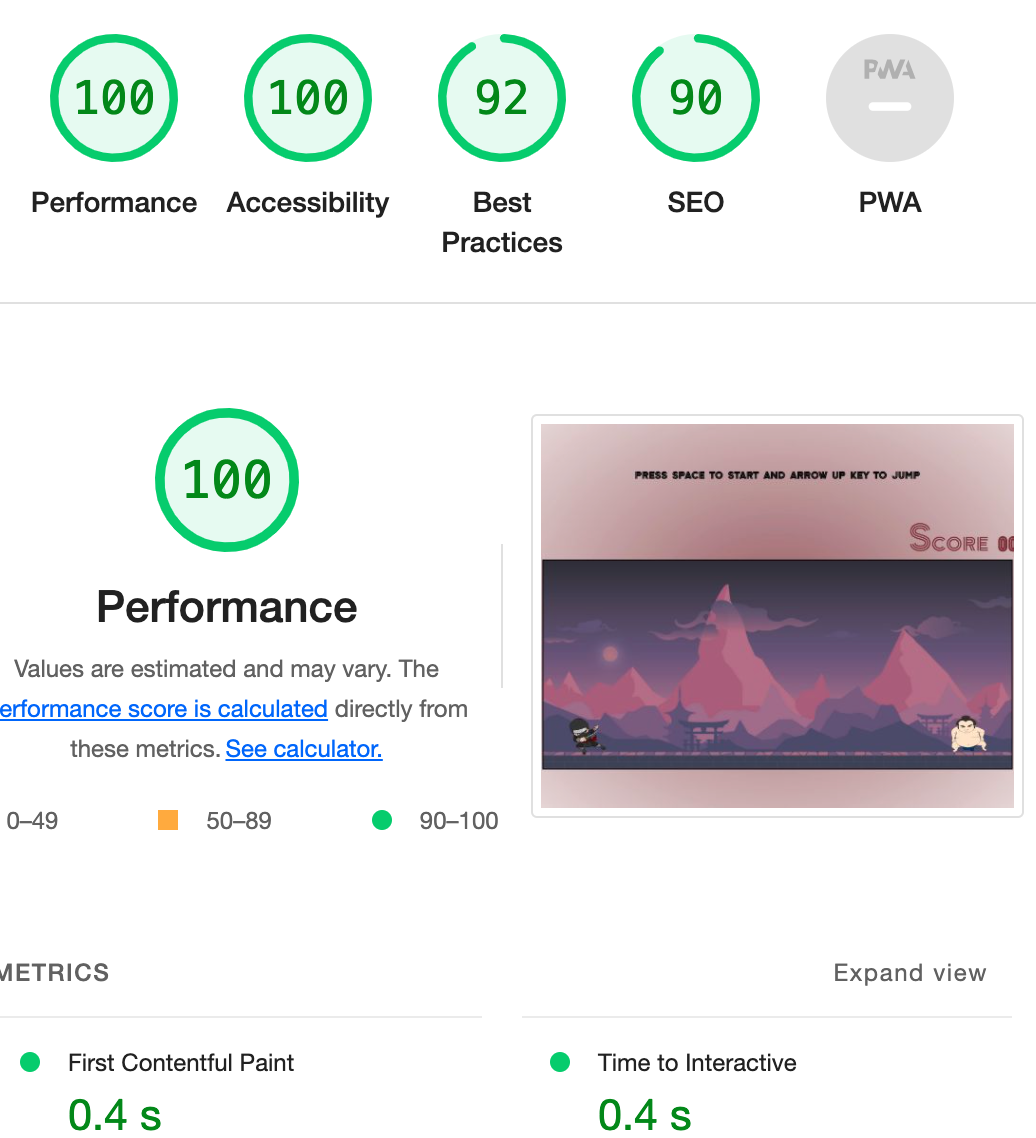 100 100 92 90 PWA
Performance Accessibility Best Practices SEO PWA
100
Performance
Values are estimated and may vary. The
erformance score is calculated directly from
these metrics. See calculator.
0–49 50–89 90–100
PRESS SPACE TO START AND ARROW UP KEY TO JUMP
SCORE 00
METRICS
Expand view
First Contentful Paint
0.4 s
Time to Interactive
0.4 s